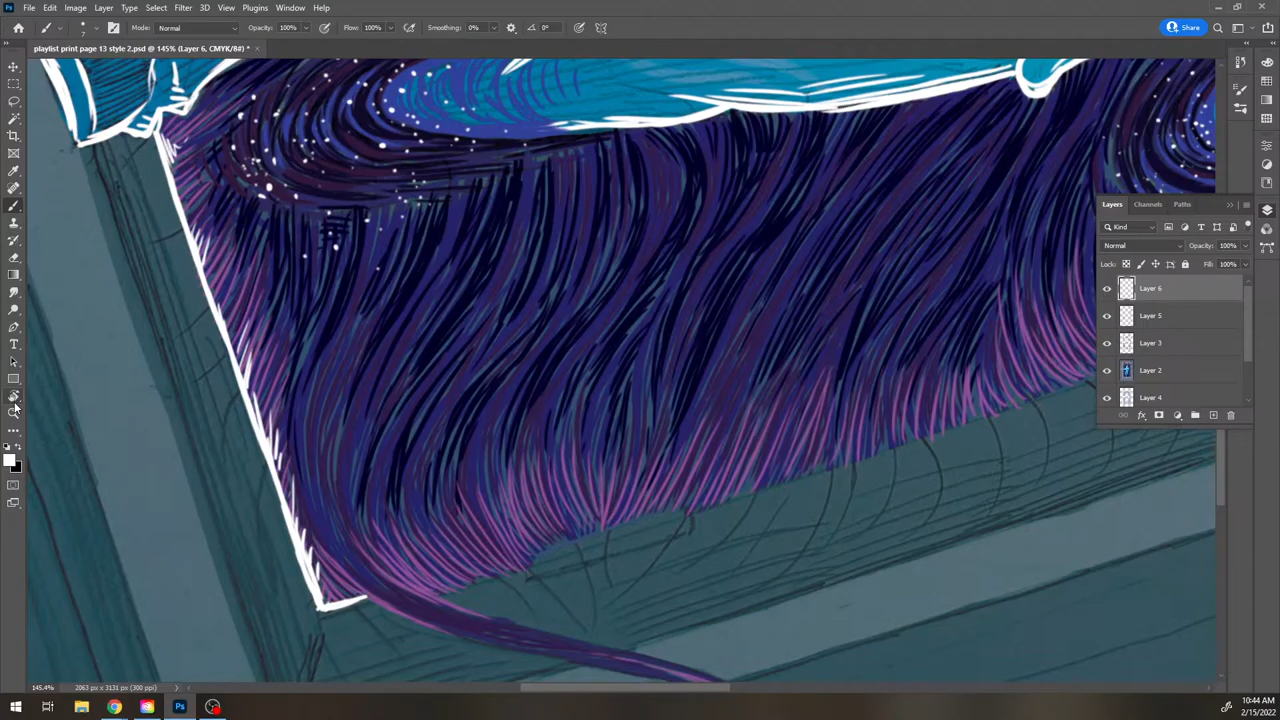 File Edit Image Layer Type Select Filter 3D View Plugins Window Help
7 Mode: Normal Opacity: 100% Flow: 100% Smoothing: 0% 0° Share
playlist print page 13 style 2.psd @ 145% (Layer 6, CMYK/8#) *
Layers Channels Paths
Kind
Normal Opacity: 100%
Lock: Fill: 100%
Layer 6
Layer 5
Layer 3
Layer 2
Layer 4
145.4% 2063 px x 3131 px (300 ppi)
10:44 AM
2/15/2022